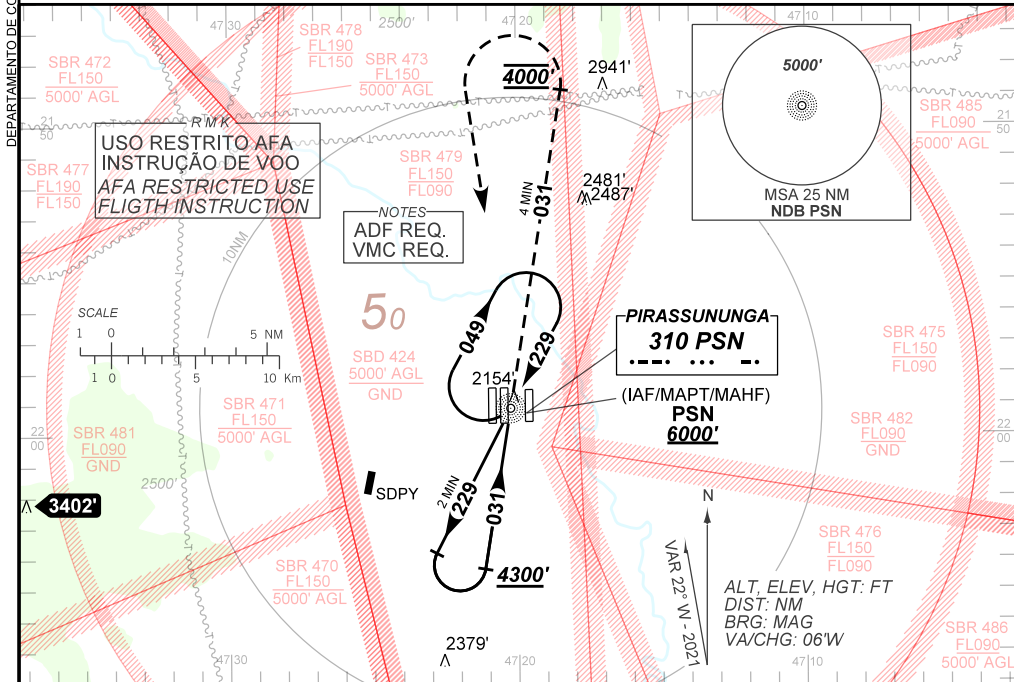 DEPARTAMENTO DE CO
47 30
2500'
47 20
47 10
SBR 472
FL150
5000' AGL
SBR 478
FL190
FL150
SBR 473
FL150
5000' AGL
4000'
2941'
5000'
MSA 25 NM
NDB PSN
SBR 485
FL090
5000' AGL
21
50
21
50
RMK
USO RESTRITO AFA
INSTRUÇÃO DE VOO
AFA RESTRICTED USE
FLIGTH INSTRUCTION
SBR 477
FL190
FL150
SBR 479
FL150
FL090
2481'
2487'
4 MIN
031
NOTES
ADF REQ.
VMC REQ.
10NM
SCALE
1 0 5 NM
1 0 5 10 Km
50
049
229
PIRASSUNUNGA
310 PSN
SBD 424
5000' AGL
GND
2154'
(IAF/MAPT/MAHF)
PSN
6000'
SBR 475
FL150
FL090
SBR 471
FL150
5000' AGL
SBR 481
FL090
GND
SBR 482
FL090
GND
22
00
22
00
2500'
3402'
SDPY
2 MIN
229
031
4300'
N
VAR 22° W - 2021
SBR 476
FL150
FL090
SBR 470
FL150
5000' AGL
ALT, ELEV, HGT: FT
DIST: NM
BRG: MAG
VA/CHG: 06'W
2379'
SBR 486
FL090
5000' AGL
47 30
47 20
47 10